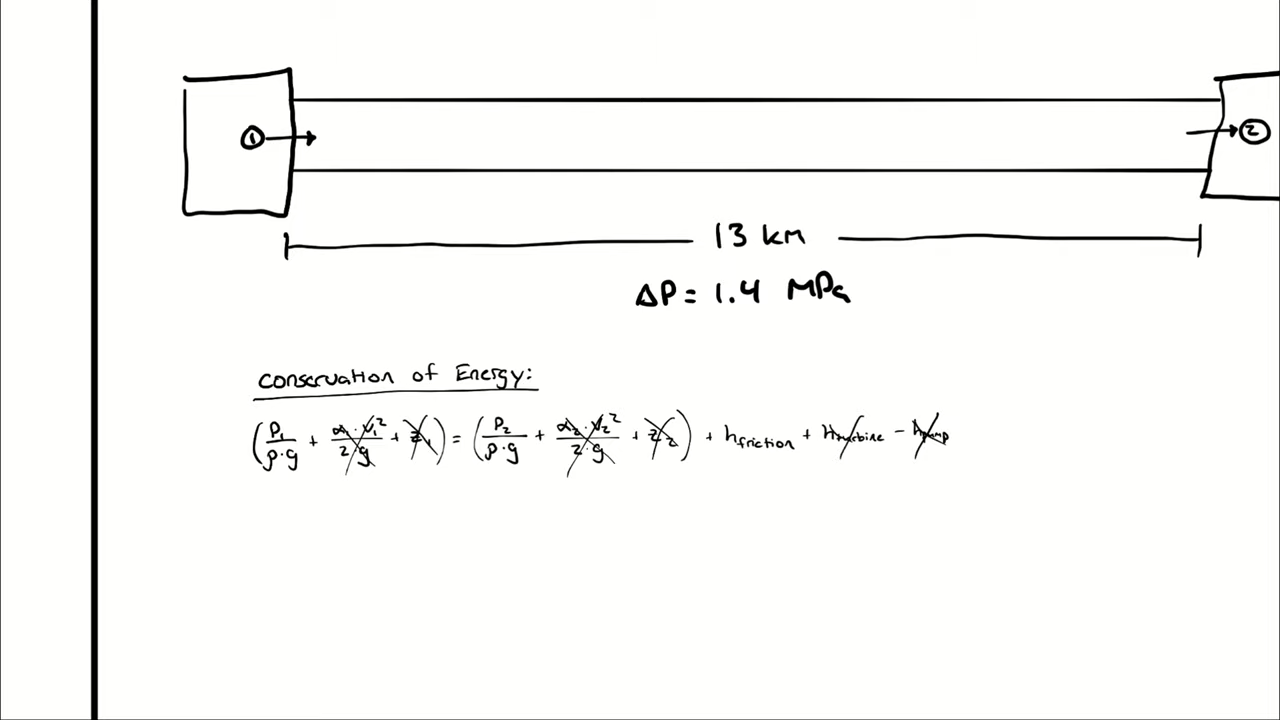 ① ②
13 km
ΔP = 1.4 MPa
Conservation of Energy:
(P₁/ρ·g + α₁·V₁²/2·g + z₁) = (P₂/ρ·g + α₂·V₂²/2·g + z₂) + hfriction + hturbine − hpump